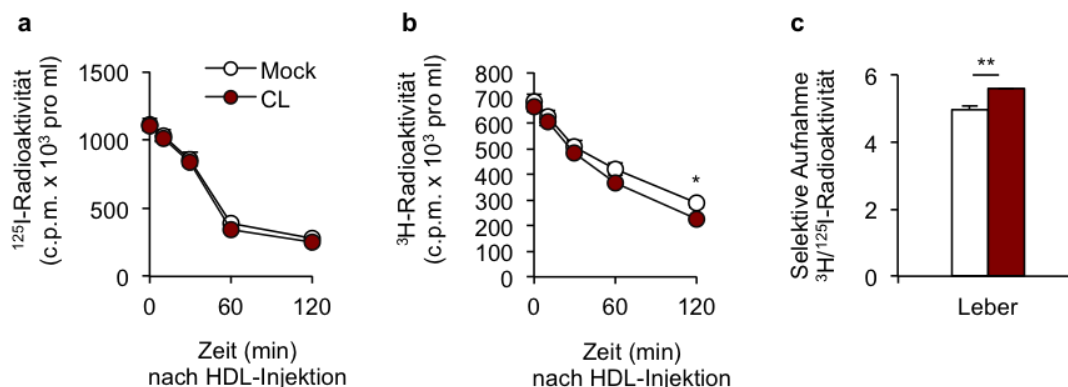 a
¹²⁵I-Radioaktivität
(c.p.m. x 10³ pro ml)
1500
1000
500
0
Mock
CL
0
60
120
Zeit (min)
nach HDL-Injektion
b
³H-Radioaktivität
(c.p.m. x 10³ pro ml)
800
700
600
500
400
300
200
100
0
*
0
60
120
Zeit (min)
nach HDL-Injektion
c
Selektive Aufnahme
³H/¹²⁵I-Radioaktivität
6
4
2
0
**
Leber